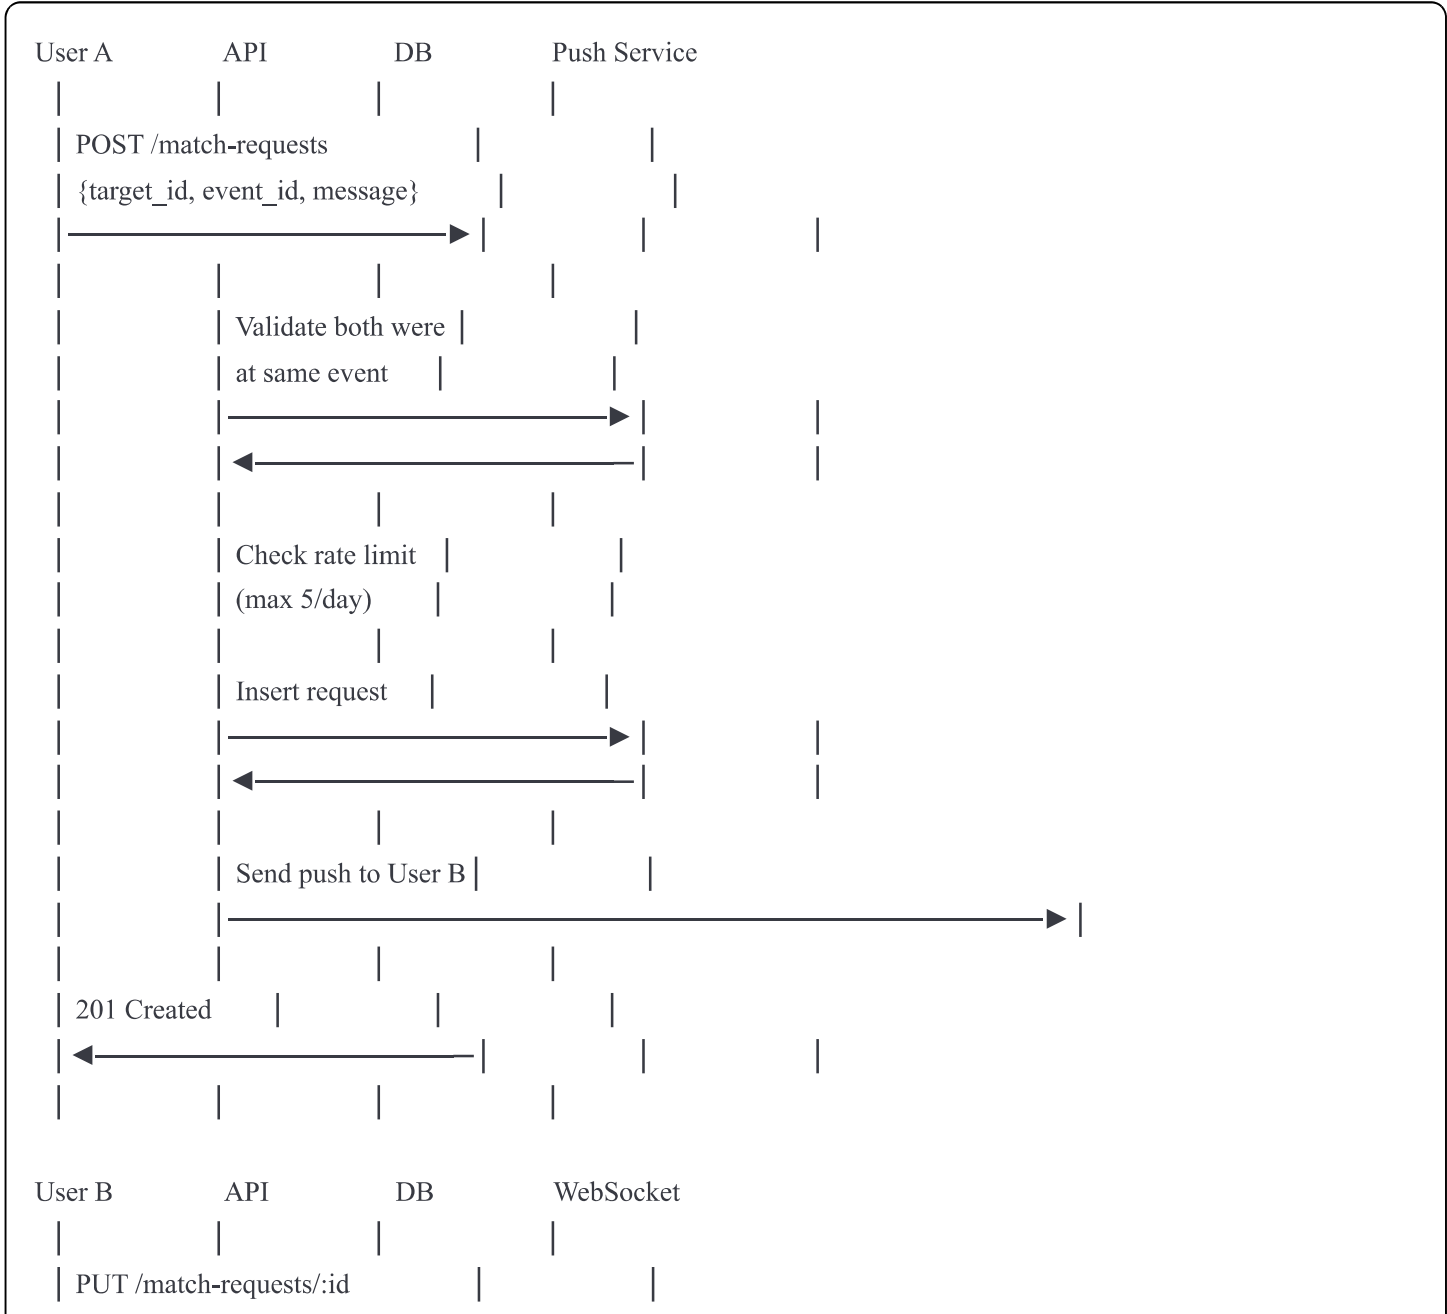 User A API DB Push Service
| | | |
| POST /match-requests | |
| {target_id, event_id, message} | |
|────────────▶| | |
| | | |
| | Validate both were | |
| | at same event | |
| |────────────▶| |
| |◀────────────| |
| | | |
| | Check rate limit | |
| | (max 5/day) | |
| | | |
| | Insert request | |
| |────────────▶| |
| |◀────────────| |
| | | |
| | Send push to User B | |
| |──────────────────────────▶|
| | | |
| 201 Created | | |
|◀────────────| | |
| | | |
User B API DB WebSocket
| | | |
| PUT /match-requests/:id | |